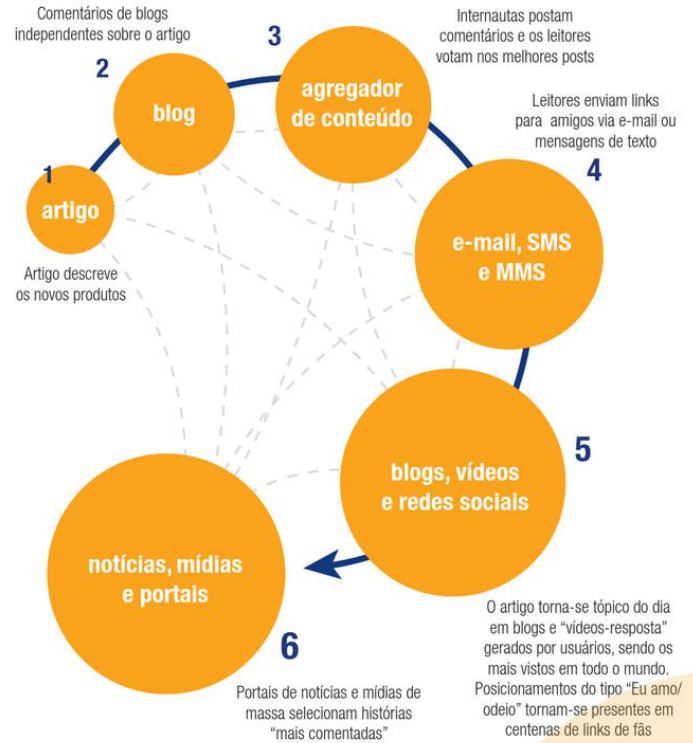 Comentários de blogs
independentes sobre o artigo
2
blog
3
agregador
de conteúdo
Internautas postam
comentários e os leitores
votam nos melhores posts
Leitores enviam links
para amigos via e-mail ou
mensagens de texto
4
e-mail, SMS
e MMS
1
artigo
Artigo descreve
os novos produtos
5
blogs, vídeos
e redes sociais
O artigo torna-se tópico do dia
em blogs e “vídeos-resposta”
gerados por usuários, sendo os
mais vistos em todo o mundo.
Posicionamentos do tipo “Eu amo/
odeio” tornam-se presentes em
centenas de links de fãs
notícias, mídias
e portais
6
Portais de notícias e mídias de
massa selecionam histórias
“mais comentadas”